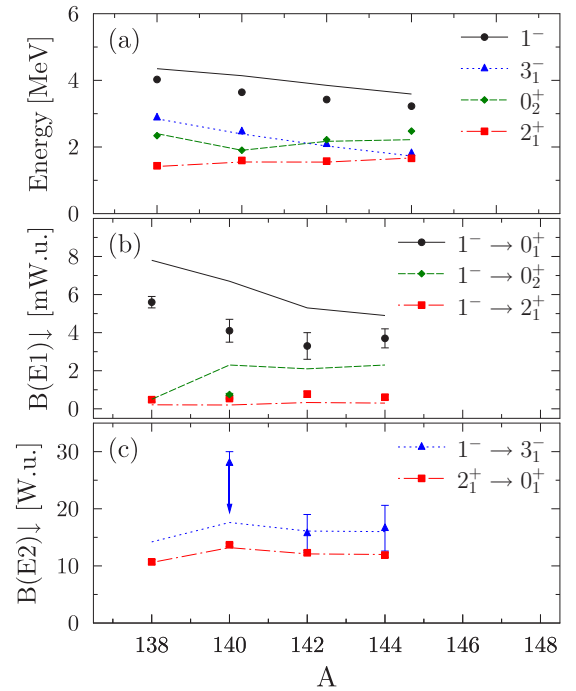 6
(a)
1⁻
4
3₁⁻
0₂⁺
2
2₁⁺
0
Energy [MeV]
(b)
1⁻ → 0₁⁺
8
1⁻ → 0₂⁺
6
1⁻ → 2₁⁺
4
2
0
B(E1)↓ [mW.u.]
(c)
1⁻ → 3₁⁻
30
2₁⁺ → 0₁⁺
20
10
0
B(E2)↓ [W.u.]
138 140 142 144 146 148
A